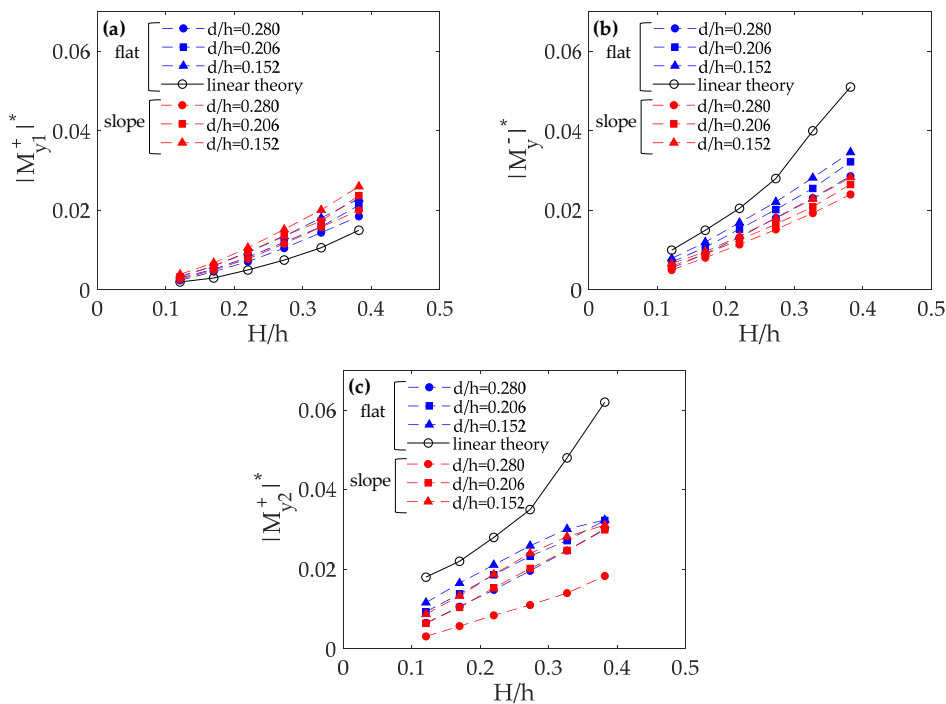 (a)
flat
d/h=0.280
d/h=0.206
d/h=0.152
linear theory
slope
d/h=0.280
d/h=0.206
d/h=0.152
|M+y1|*
0.06
0.04
0.02
0
0 0.1 0.2 0.3 0.4 0.5
H/h
(b)
flat
d/h=0.280
d/h=0.206
d/h=0.152
linear theory
slope
d/h=0.280
d/h=0.206
d/h=0.152
|M-y|*
0.06
0.04
0.02
0
0 0.1 0.2 0.3 0.4 0.5
H/h
(c)
flat
d/h=0.280
d/h=0.206
d/h=0.152
linear theory
slope
d/h=0.280
d/h=0.206
d/h=0.152
|M+y2|*
0.06
0.04
0.02
0
0 0.1 0.2 0.3 0.4 0.5
H/h